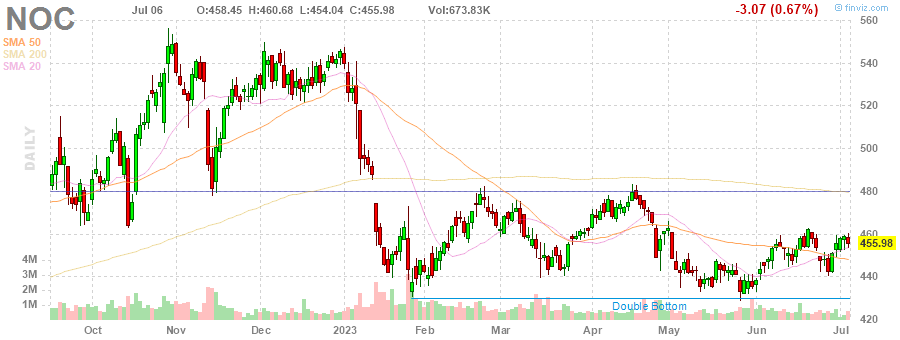 NOC
Jul 06 O:458.45 H:460.68 L:454.04 C:455.98 Vol:673.83K -3.07 (0.67%) © finviz.com
SMA 50
SMA 200
SMA 20
DAILY
560
540
520
500
480
460
455.98
440
420
4M
3M
2M
1M
Double Bottom
Oct Nov Dec 2023 Feb Mar Apr May Jun Jul